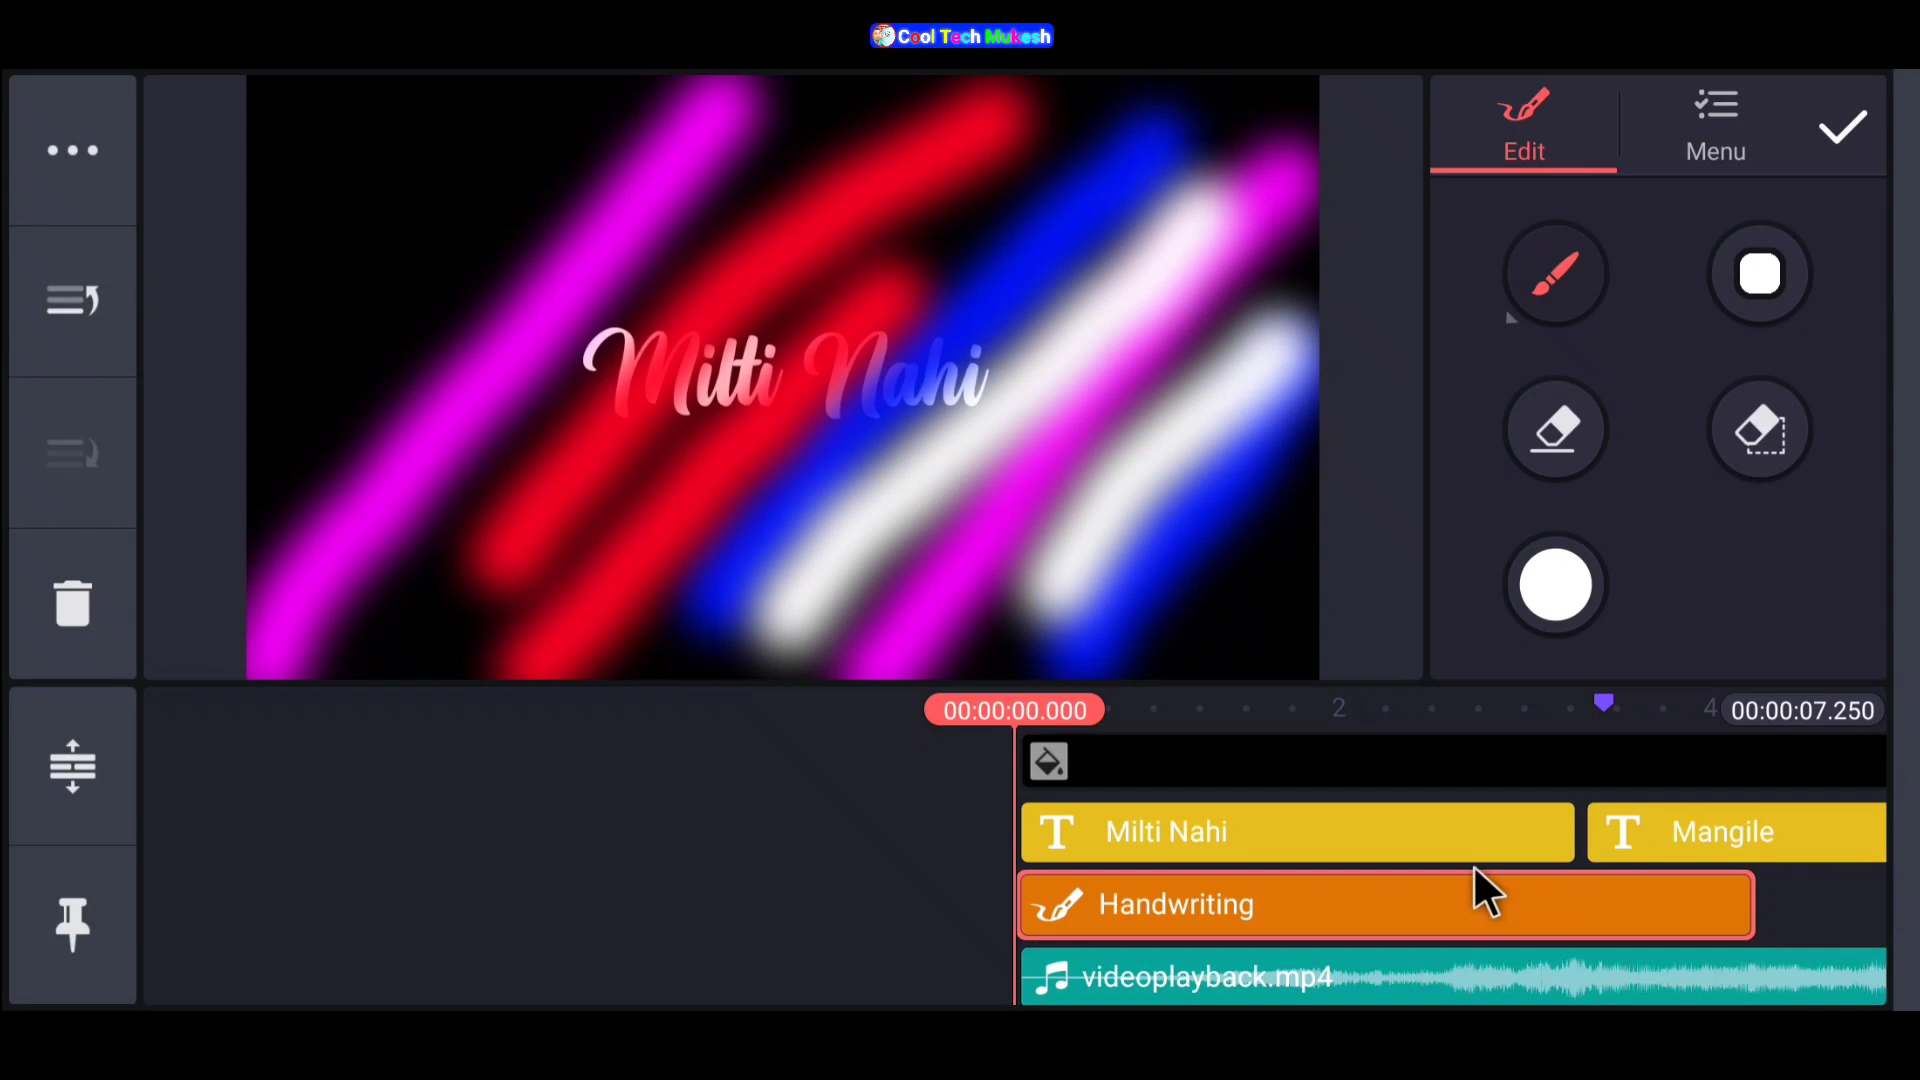 Cool Tech Mukesh
Edit
Menu
Milti Nahi
00:00:00.000
2
4
00:00:07.250
T Milti Nahi
T Mangile
Handwriting
videoplayback.mp4